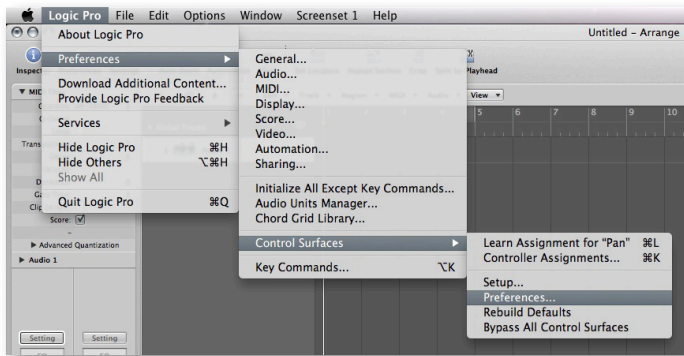 Logic Pro File Edit Options Window Screenset 1 Help
Untitled – Arrange
About Logic Pro
Preferences
Download Additional Content...
Provide Logic Pro Feedback
Services
Hide Logic Pro ⌘H
Hide Others ⌥⌘H
Show All
Quit Logic Pro ⌘Q
General...
Audio...
MIDI...
Display...
Score...
Video...
Automation...
Sharing...
Initialize All Except Key Commands...
Audio Units Manager...
Chord Grid Library...
Control Surfaces
Key Commands... ⌥K
Learn Assignment for “Pan” ⌘L
Controller Assignments... ⌘K
Setup...
Preferences...
Rebuild Defaults
Bypass All Control Surfaces
View
5 6 7 8 9 10
Score:
Advanced Quantization
Audio 1
Setting Setting